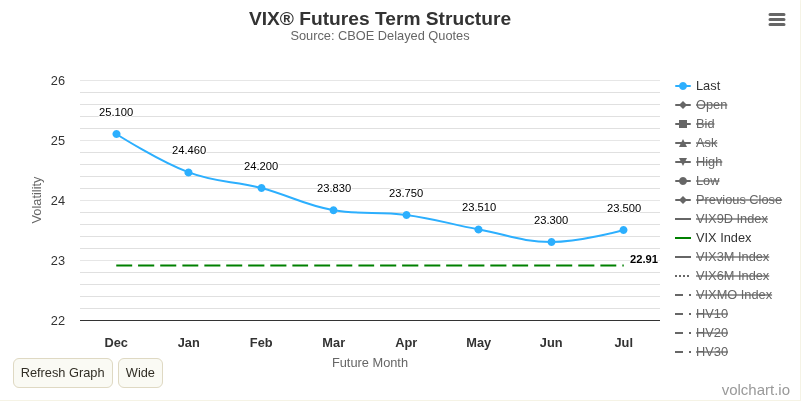 VIX® Futures Term Structure
Source: CBOE Delayed Quotes
Volatility
26
25
24
23
22
25.100
24.460
24.200
23.830
23.750
23.510
23.300
23.500
22.91
Dec
Jan
Feb
Mar
Apr
May
Jun
Jul
Future Month
Last
Open
Bid
Ask
High
Low
Previous Close
VIX9D Index
VIX Index
VIX3M Index
VIX6M Index
VIXMO Index
HV10
HV20
HV30
Refresh Graph
Wide
volchart.io